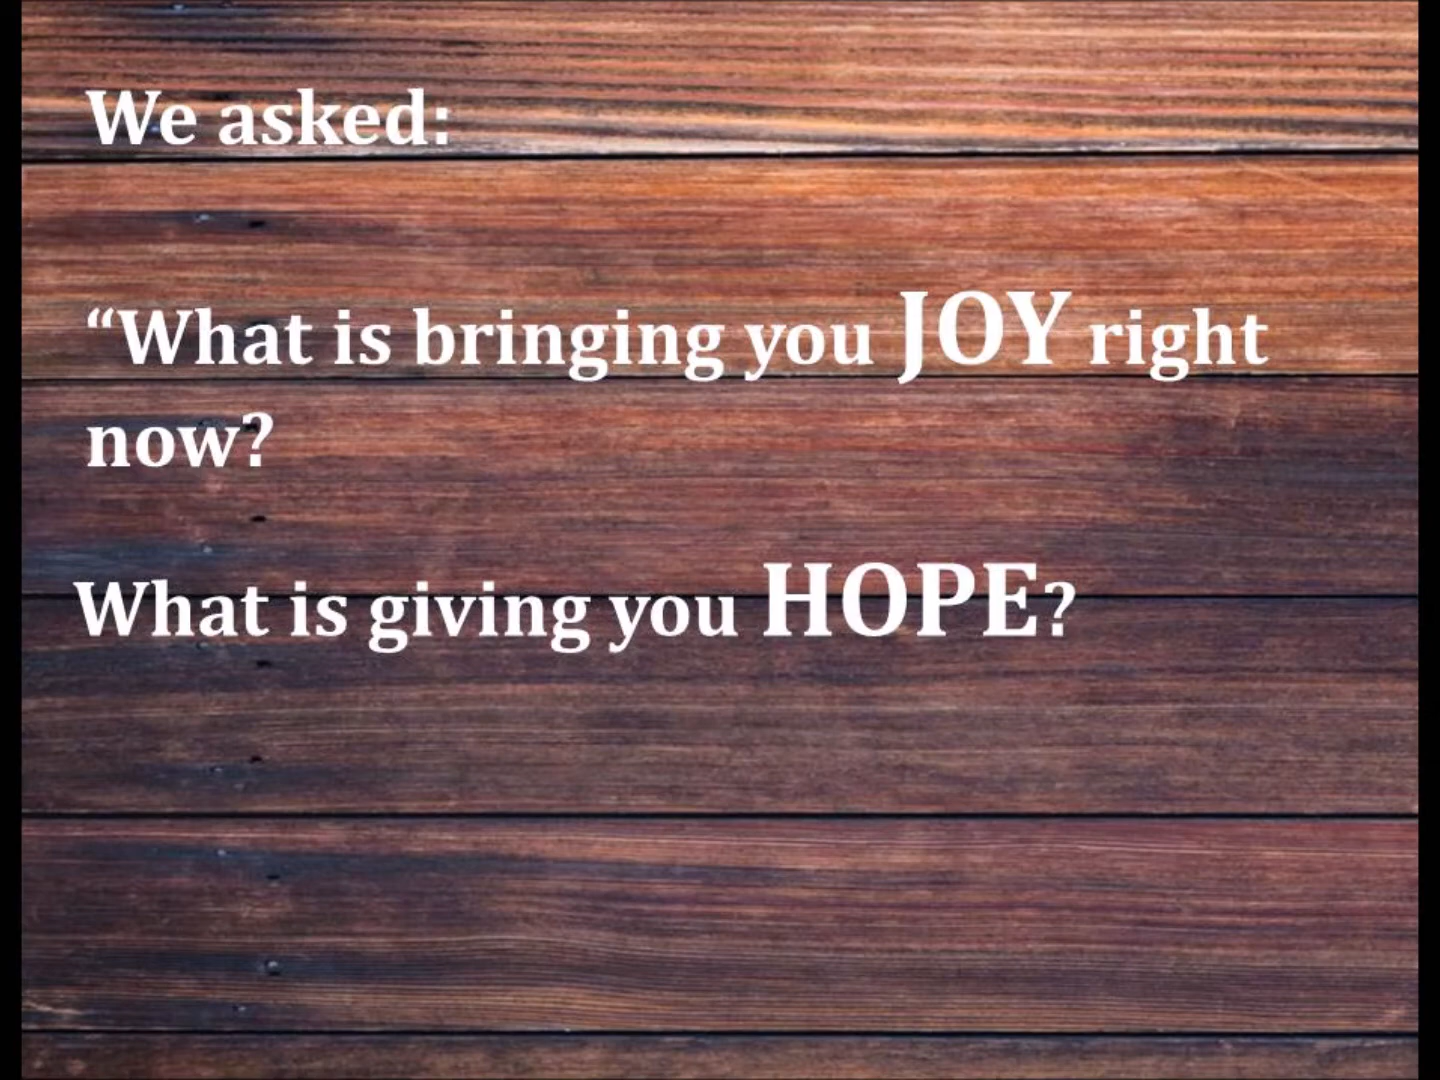 We asked:
“What is bringing you JOY right
now?
What is giving you HOPE?